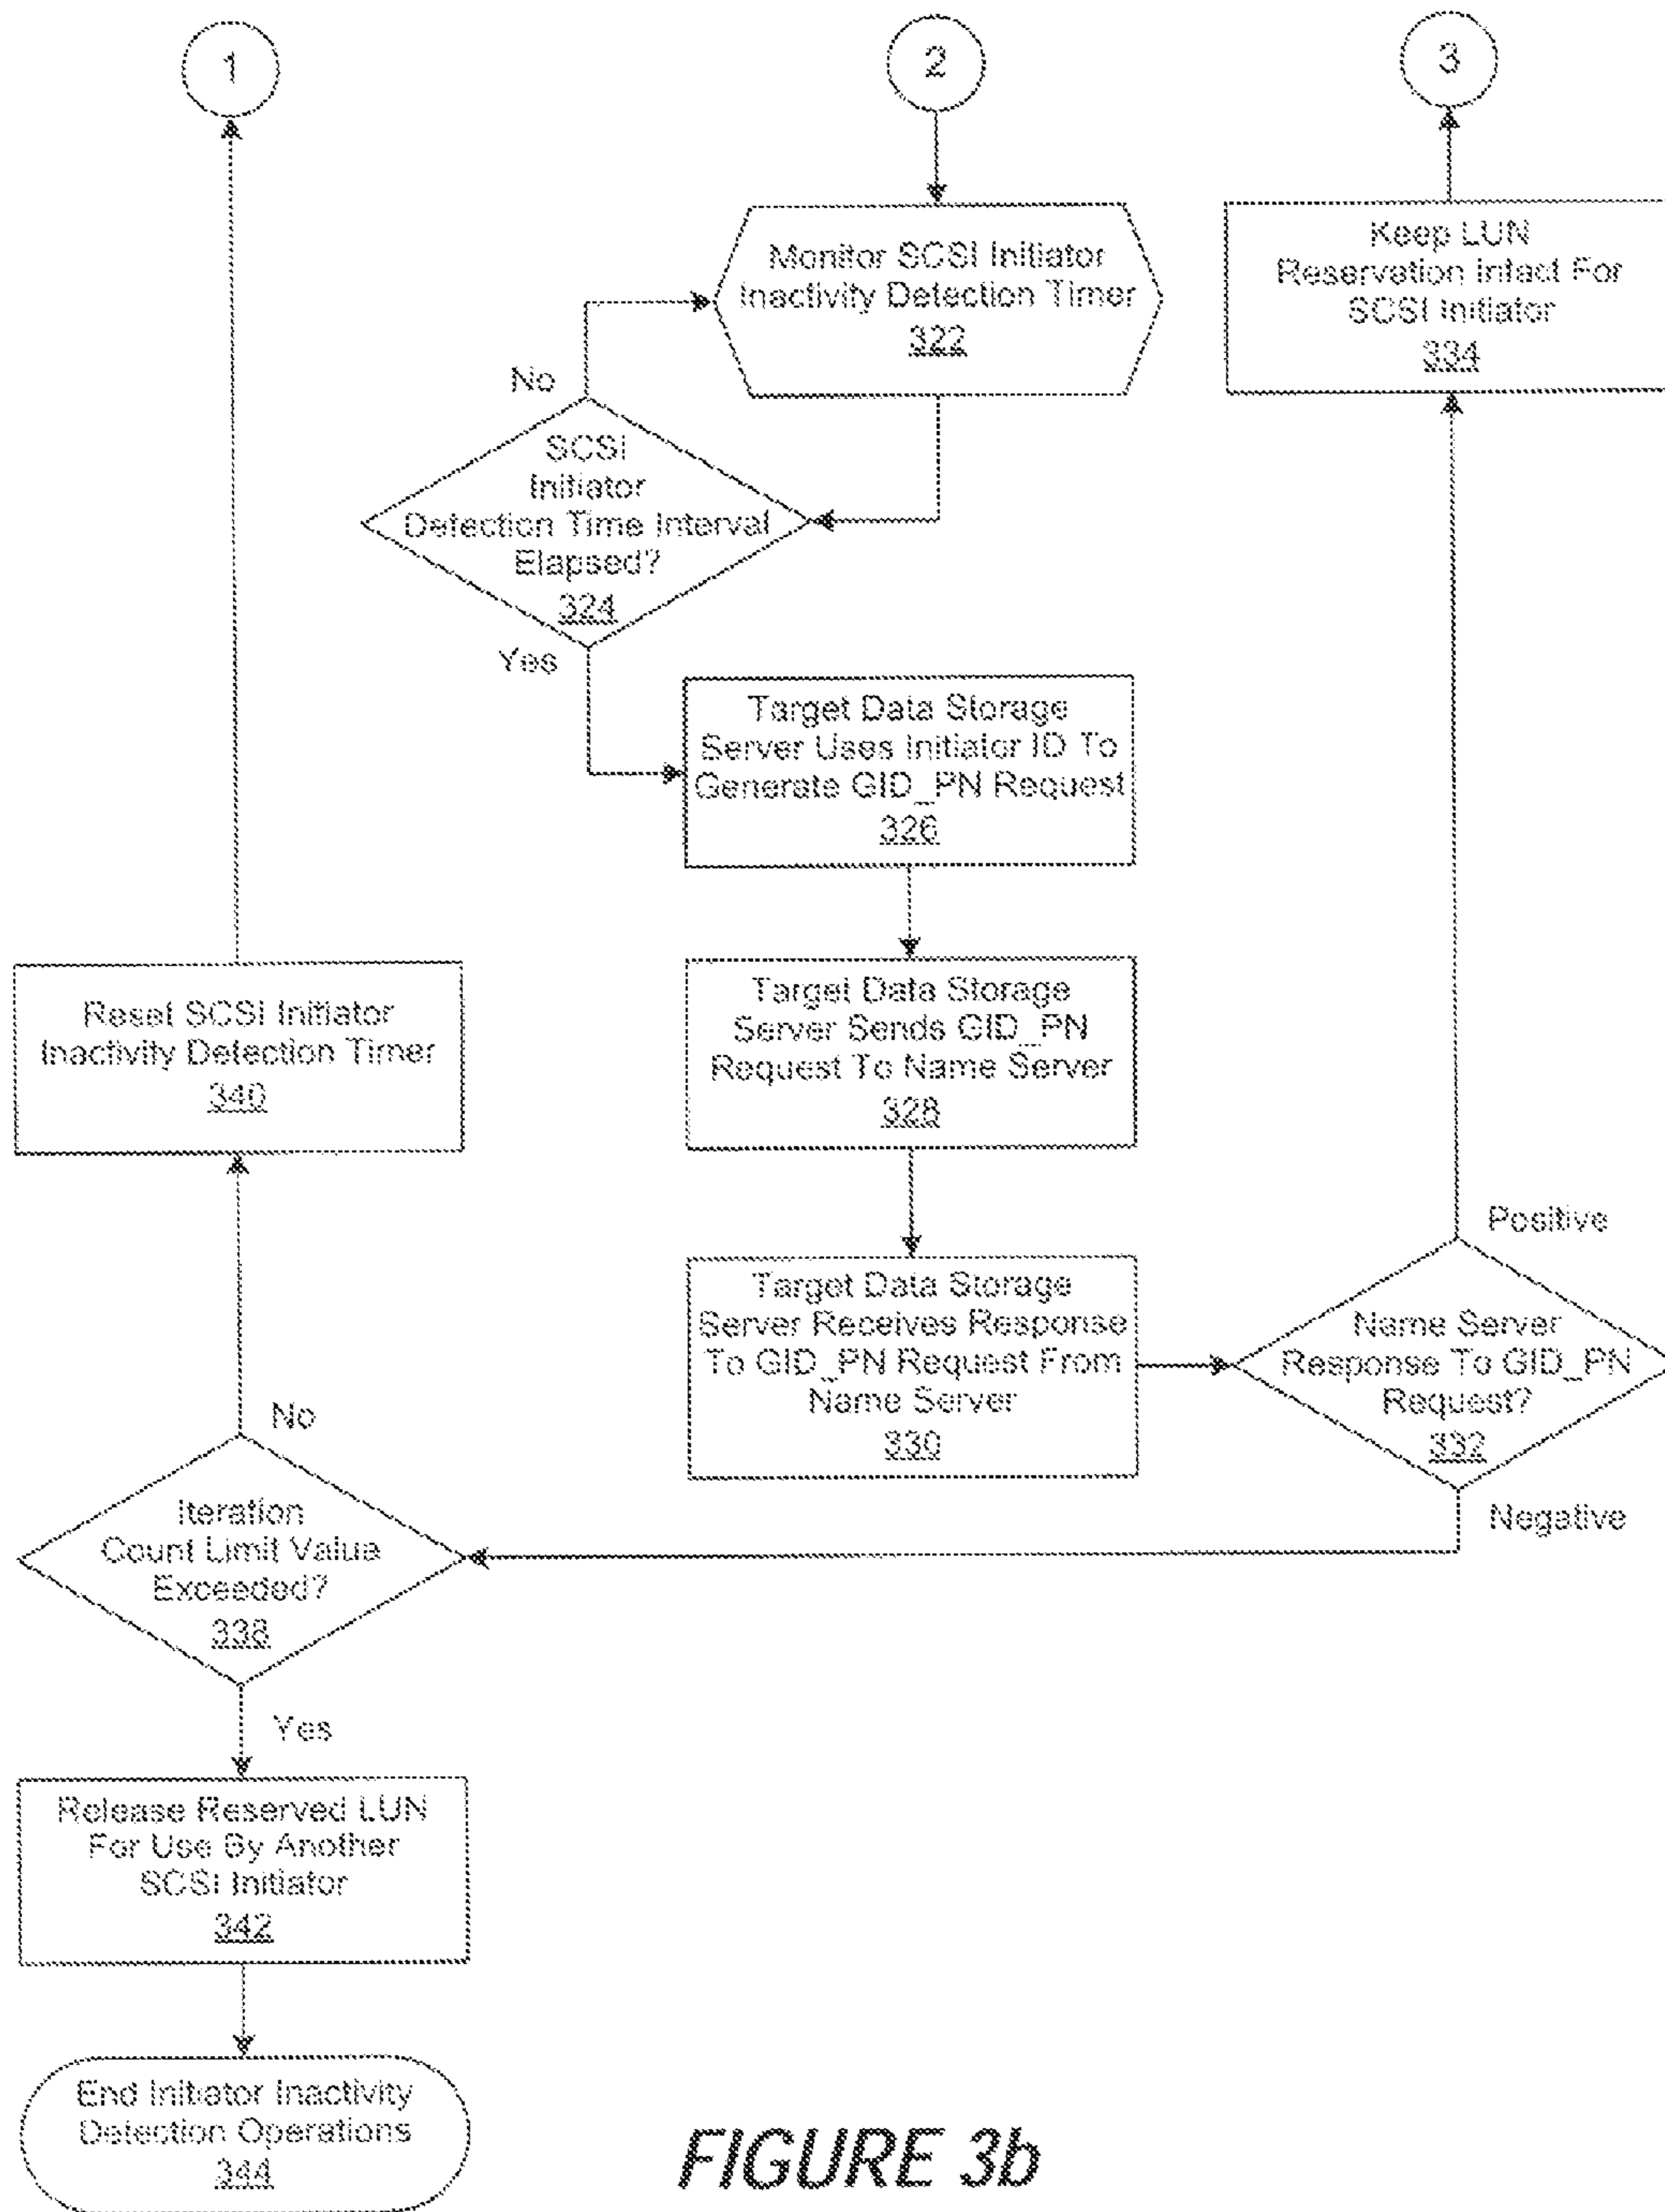 1
2
3
Monitor SCSI Initiator
Inactivity Detection Timer
322
Keep LUN
Reservation Intact For
SCSI Initiator
334
No
SCSI
Initiator
Detection Time Interval
Elapsed?
324
Yes
Target Data Storage
Server Uses Initiator ID To
Generate GID_PN Request
326
Reset SCSI Initiator
Inactivity Detection Timer
340
Target Data Storage
Server Sends GID_PN
Request To Name Server
328
Positive
Target Data Storage
Server Receives Response
To GID_PN Request From
Name Server
330
Name Server
Response To GID_PN
Request?
332
Negative
No
Iteration
Count Limit Value
Exceeded?
338
Yes
Release Reserved LUN
For Use By Another
SCSI Initiator
342
End Initiator Inactivity
Detection Operations
344
FIGURE 3b